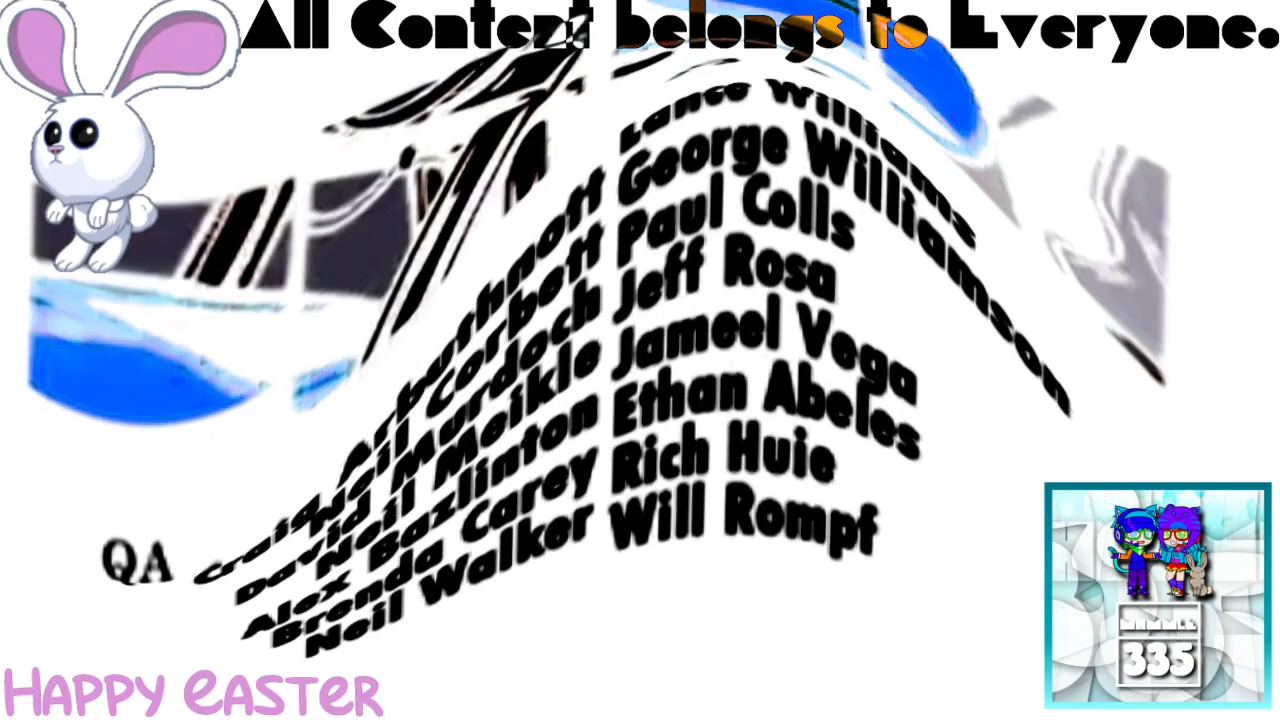 All Content belongs to Everyone.
Lance Williams
Craig Arbuthnott George Williamson
Neil Corbett Paul Colls
David Murdoch Jeff Rosa
Neil Meikle Jameel Vega
Alex Bazlinton Ethan Abeles
Brenda Carey Rich Huie
Neil Walker Will Rompf
QA
335
Happy Easter